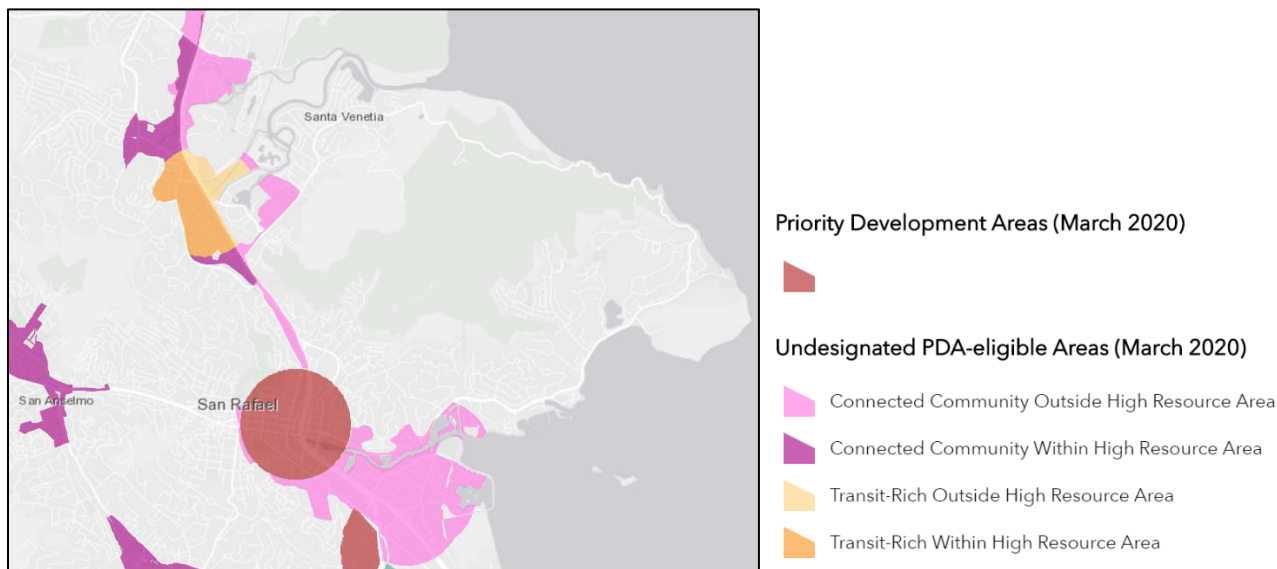 Santa Venetia
San Anselmo
San Rafael
Priority Development Areas (March 2020)
Undesignated PDA-eligible Areas (March 2020)
Connected Community Outside High Resource Area
Connected Community Within High Resource Area
Transit-Rich Outside High Resource Area
Transit-Rich Within High Resource Area